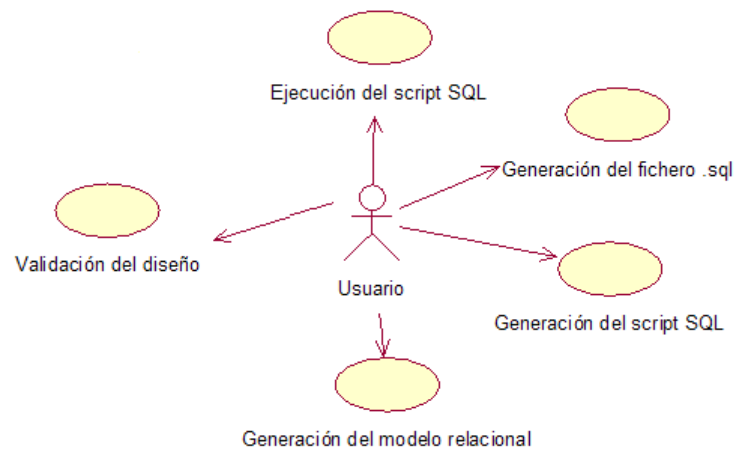 Ejecución del script SQL
Generación del fichero .sql
Validación del diseño
Usuario
Generación del script SQL
Generación del modelo relacional